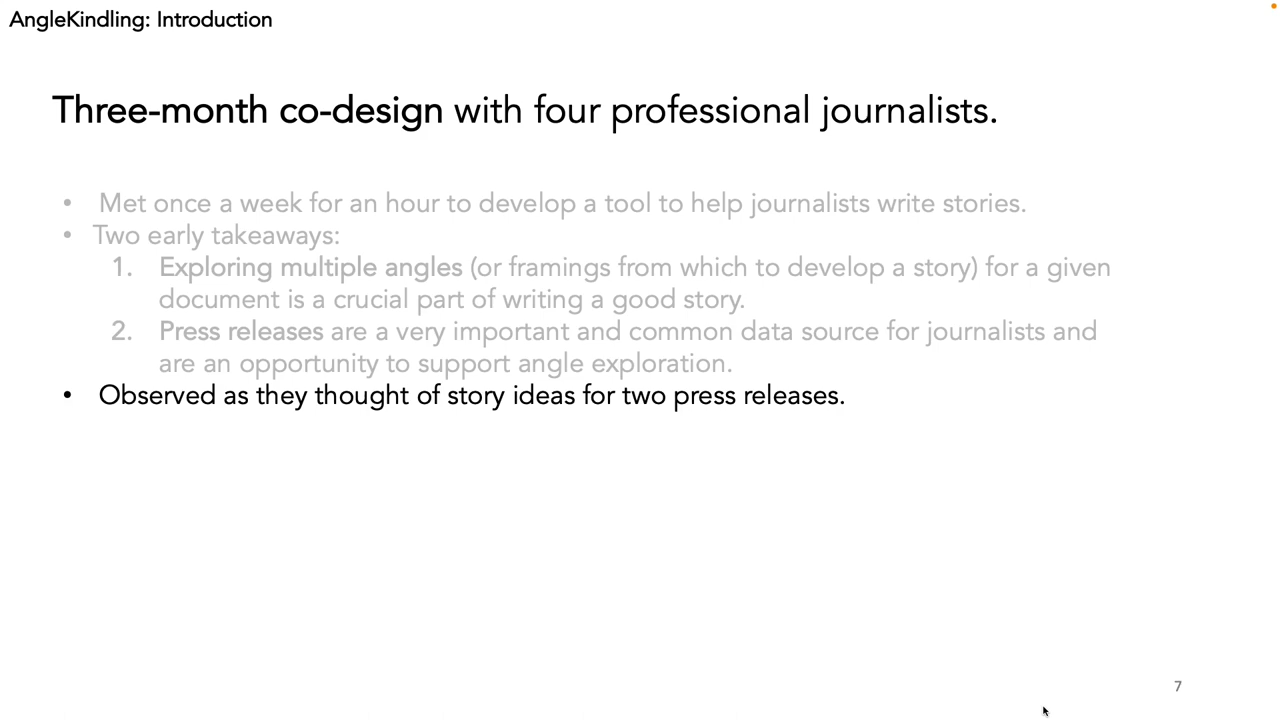 AngleKindling: Introduction
Three-month co-design with four professional journalists.
• Met once a week for an hour to develop a tool to help journalists write stories.
• Two early takeaways:
1. Exploring multiple angles (or framings from which to develop a story) for a given
document is a crucial part of writing a good story.
2. Press releases are a very important and common data source for journalists and
are an opportunity to support angle exploration.
• Observed as they thought of story ideas for two press releases.
7